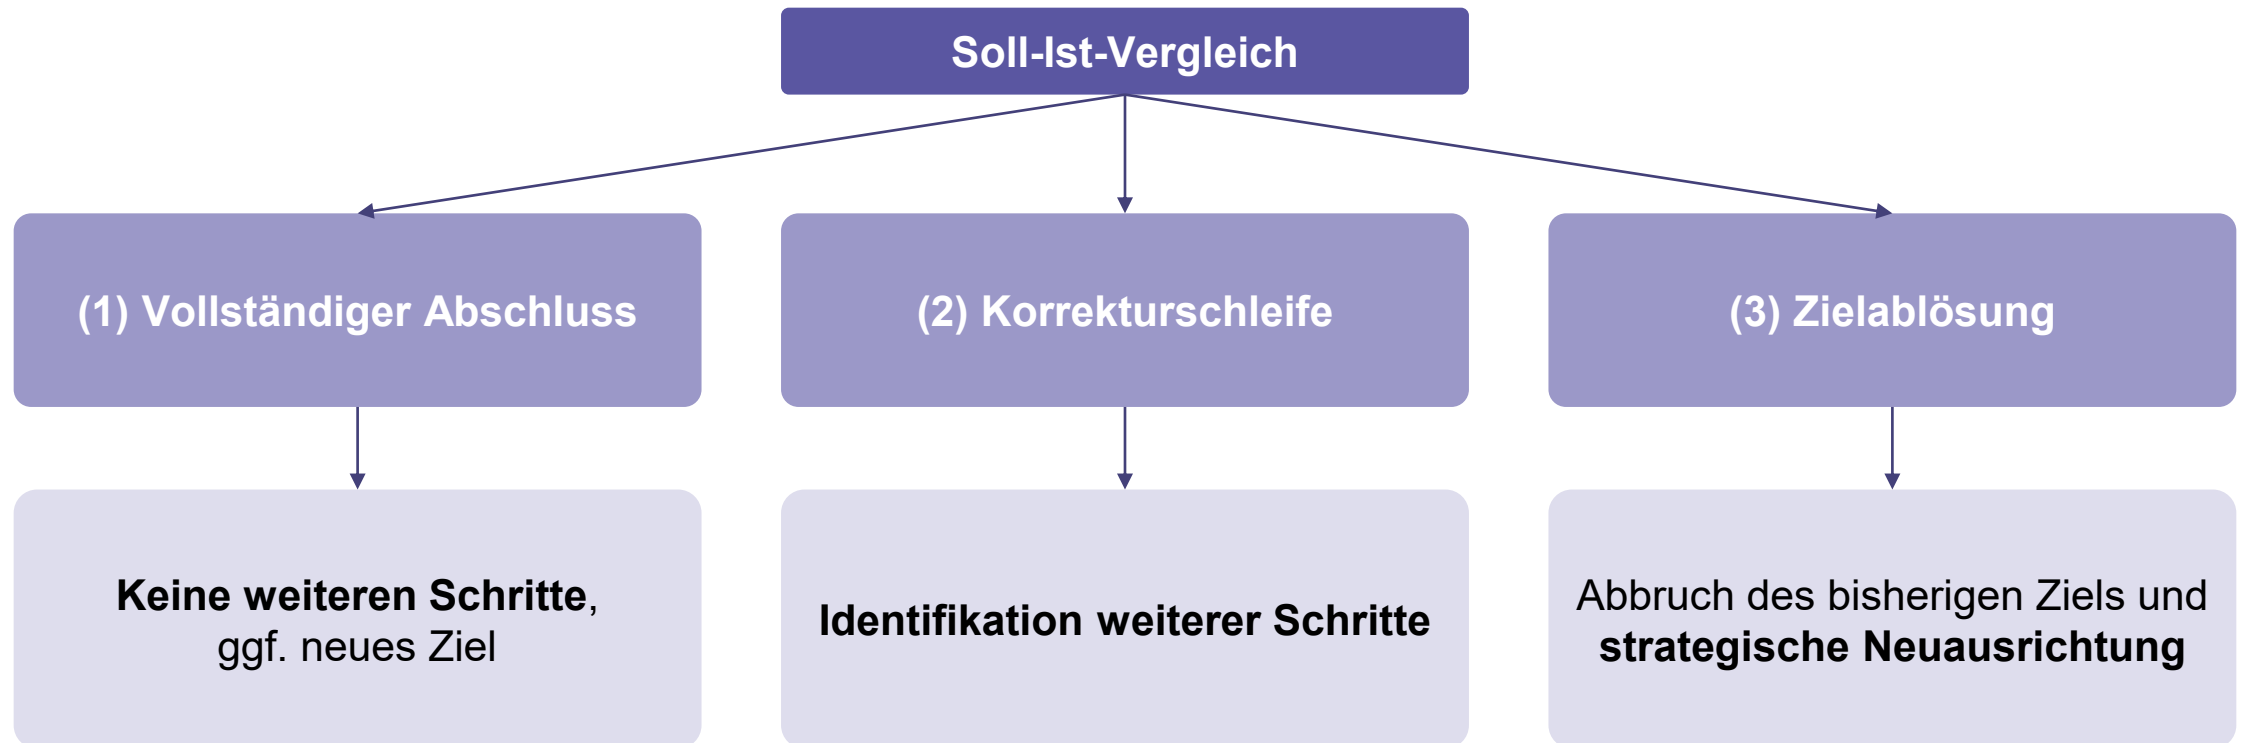 Soll-Ist-Vergleich
(1) Vollständiger Abschluss
(2) Korrekturschleife
(3) Zielablösung
Keine weiteren Schritte,
ggf. neues Ziel
Identifikation weiterer Schritte
Abbruch des bisherigen Ziels und
strategische Neuausrichtung